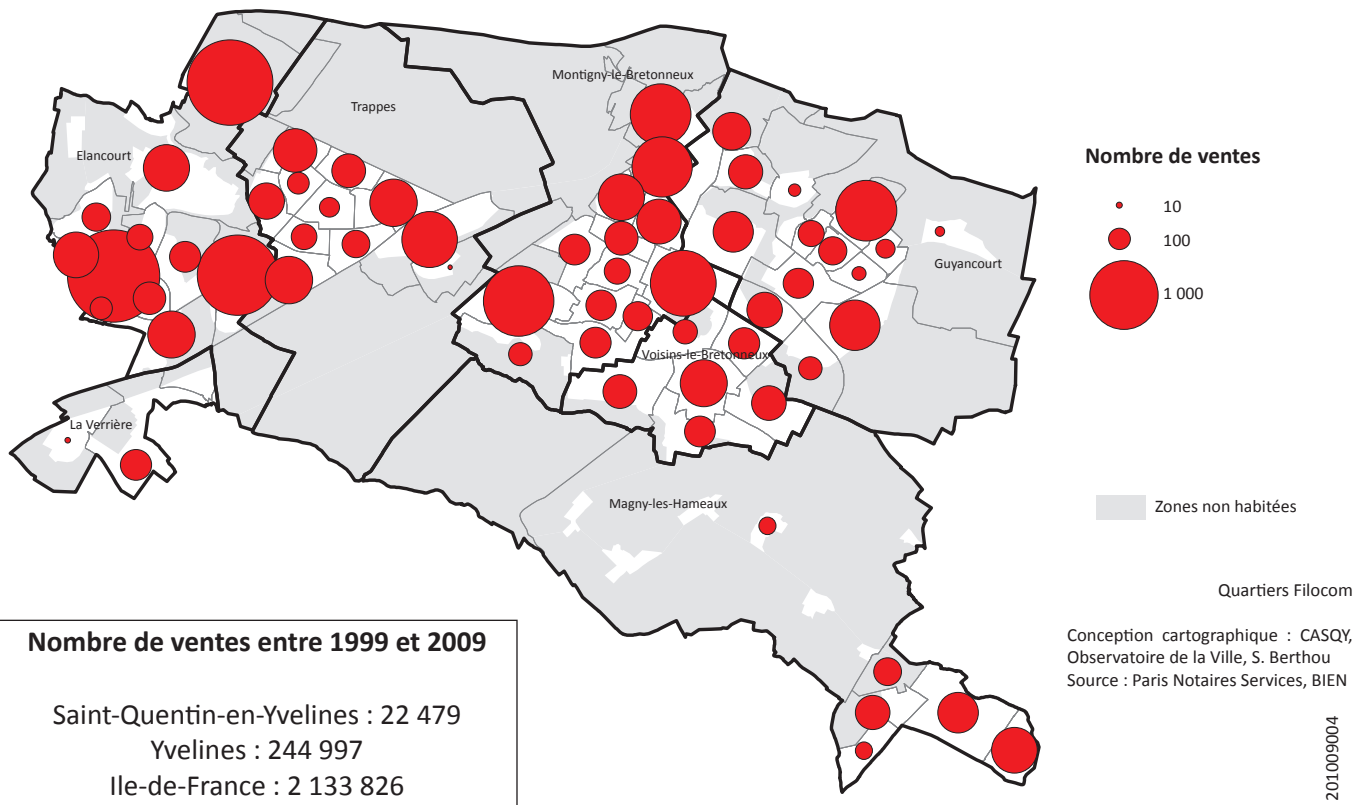 Montigny-le-Bretonneux
Trappes
Elancourt
Guyancourt
Voisins-le-Bretonneux
La Verrière
Magny-les-Hameaux
Nombre de ventes
10
100
1 000
Zones non habitées
Quartiers Filocom
Conception cartographique : CASQY,
Observatoire de la Ville, S. Berthou
Source : Paris Notaires Services, BIEN
201009004
Nombre de ventes entre 1999 et 2009
Saint-Quentin-en-Yvelines : 22 479
Yvelines : 244 997
Ile-de-France : 2 133 826